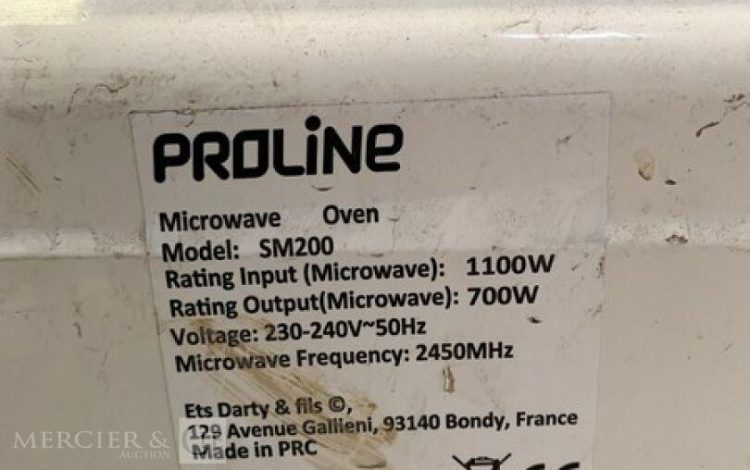 PROLINE
Microwave Oven
Model: SM200
Rating Input (Microwave): 1100W
Rating Output(Microwave): 700W
Voltage: 230-240V~50Hz
Microwave Frequency: 2450MHz
Ets Darty & fils ©,
129 Avenue Gallieni, 93140 Bondy, France
Made in PRC
MERCIER &
AUCTION